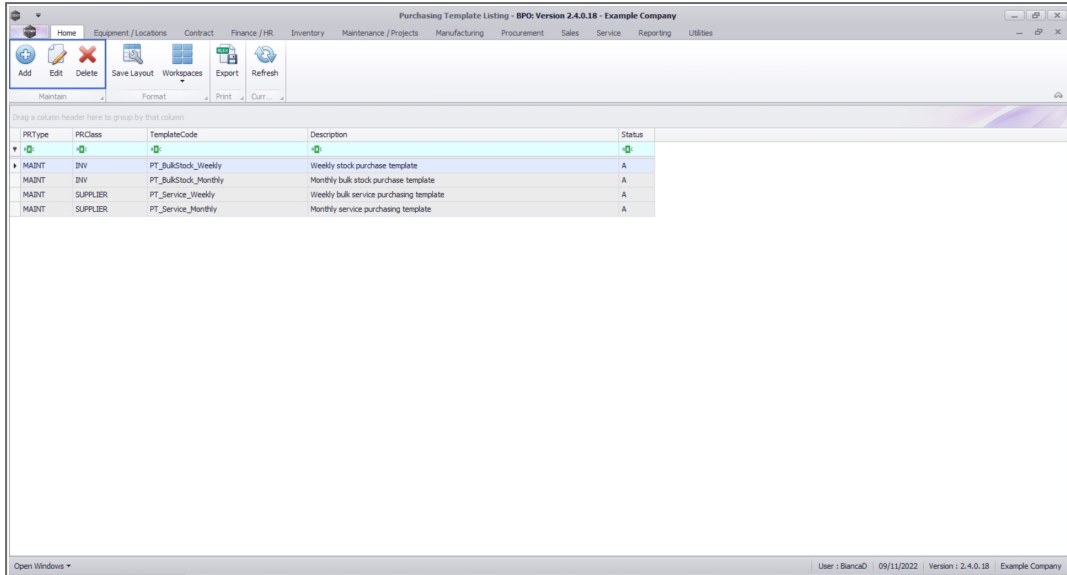 Purchasing Template Listing - BPO: Version 2.4.0.18 - Example Company
Home Equipment / Locations Contract Finance / HR Inventory Maintenance / Projects Manufacturing Procurement Sales Service Reporting Utilities
Add Edit Delete Save Layout Workspaces Export Refresh
Maintain Format Print Curr...
Drag a column header here to group by that column
PRType PRClass TemplateCode Description Status
MAINT INV PT_BulkStock_Weekly Weekly stock purchase template A
MAINT INV PT_BulkStock_Monthly Monthly bulk stock purchase template A
MAINT SUPPLIER PT_Service_Weekly Weekly bulk service purchasing template A
MAINT SUPPLIER PT_Service_Monthly Monthly service purchasing template A
Open Windows User : BiancaD 09/11/2022 Version : 2.4.0.18 Example Company